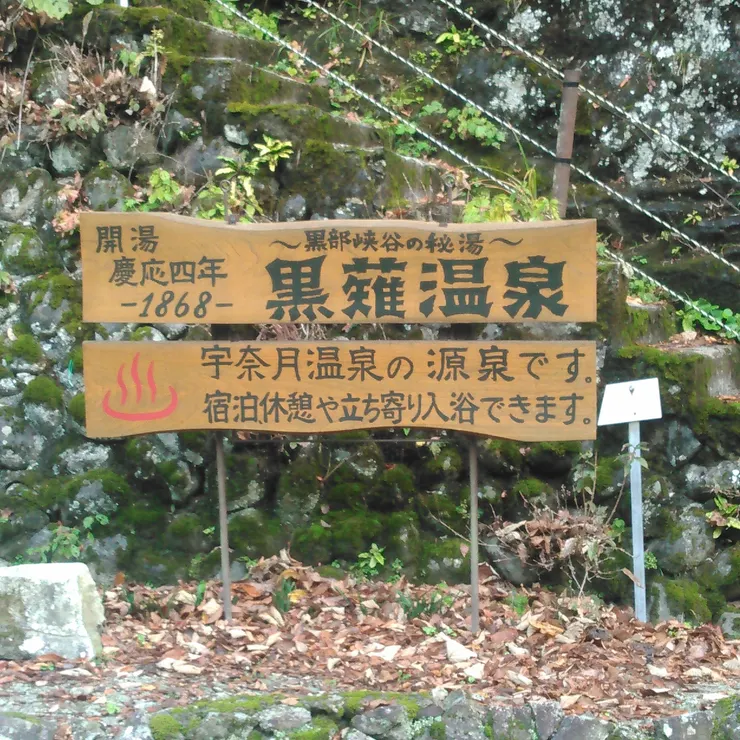 開湯
慶応四年
-1868-
～黒部峡谷の秘湯～
黒薙温泉
宇奈月温泉の源泉です。
宿泊休憩や立ち寄り入浴できます。